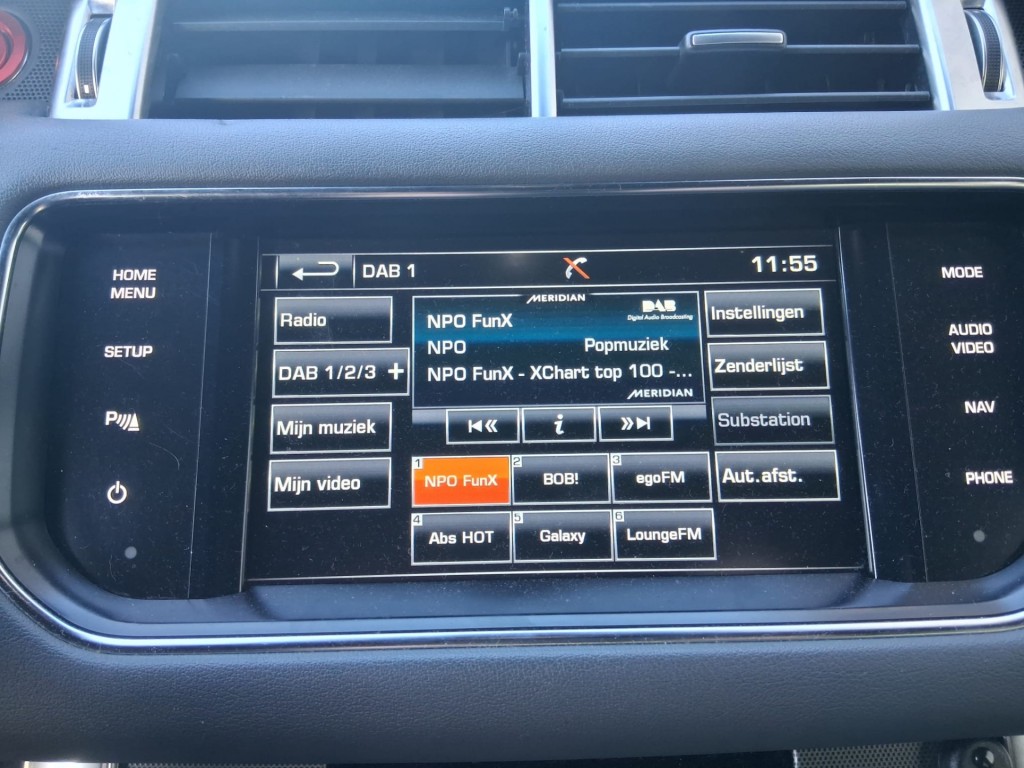 HOME
MENU
SETUP
P
DAB 1
11:55
Radio
DAB 1/2/3 +
Mijn muziek
Mijn video
MERIDIAN
DAB
Digital Audio Broadcasting
NPO FunX
NPO Popmuziek
NPO FunX - XChart top 100 -...
MERIDIAN
i
Instellingen
Zenderlijst
Substation
Aut.afst.
1 NPO FunX
2 BOB!
3 egoFM
4 Abs HOT
5 Galaxy
6 LoungeFM
MODE
AUDIO
VIDEO
NAV
PHONE